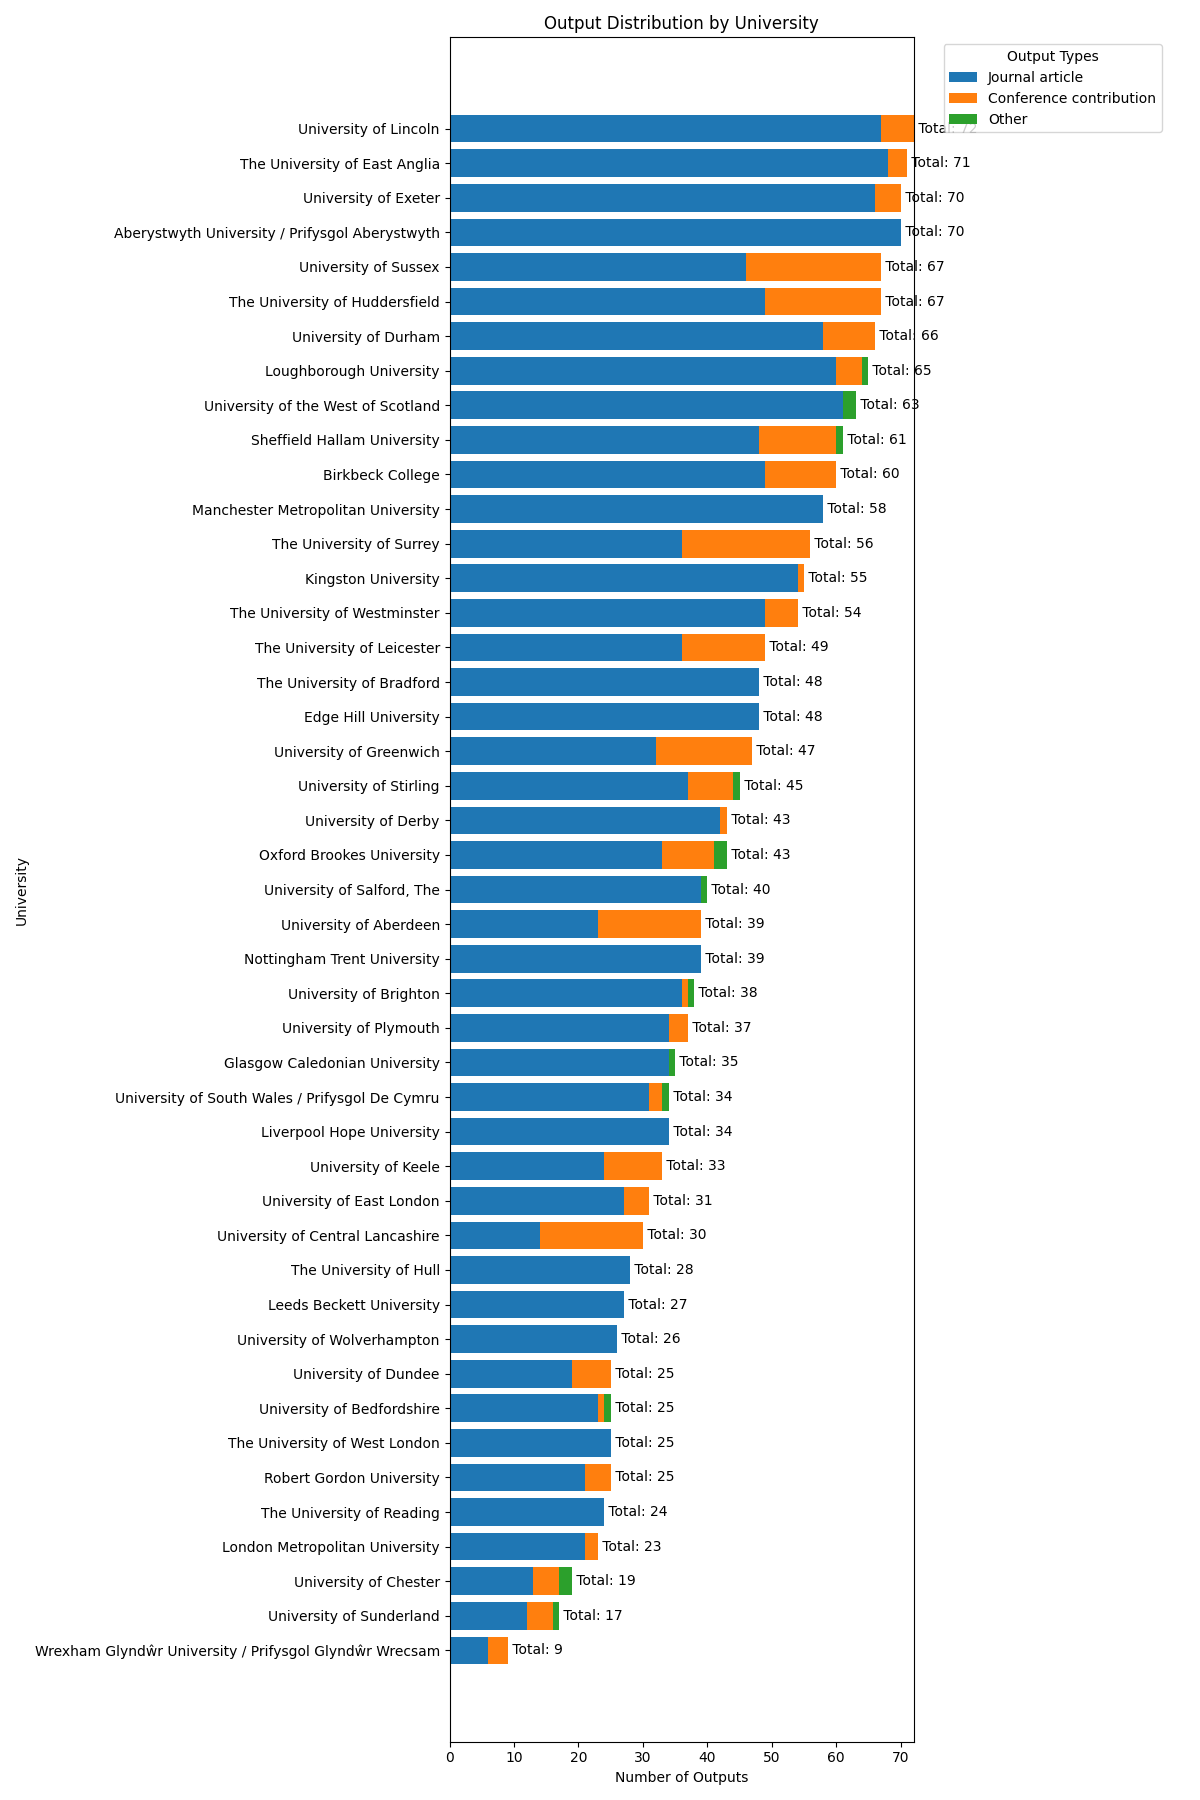 Output Distribution by University
Output Types
Journal article
Conference contribution
Other
University of Lincoln Total: 72
The University of East Anglia Total: 71
University of Exeter Total: 70
Aberystwyth University / Prifysgol Aberystwyth Total: 70
University of Sussex Total: 67
The University of Huddersfield Total: 67
University of Durham Total: 66
Loughborough University Total: 65
University of the West of Scotland Total: 63
Sheffield Hallam University Total: 61
Birkbeck College Total: 60
Manchester Metropolitan University Total: 58
The University of Surrey Total: 56
Kingston University Total: 55
The University of Westminster Total: 54
The University of Leicester Total: 49
The University of Bradford Total: 48
Edge Hill University Total: 48
University of Greenwich Total: 47
University of Stirling Total: 45
University of Derby Total: 43
Oxford Brookes University Total: 43
University of Salford, The Total: 40
University of Aberdeen Total: 39
Nottingham Trent University Total: 39
University of Brighton Total: 38
University of Plymouth Total: 37
Glasgow Caledonian University Total: 35
University of South Wales / Prifysgol De Cymru Total: 34
Liverpool Hope University Total: 34
University of Keele Total: 33
University of East London Total: 31
University of Central Lancashire Total: 30
The University of Hull Total: 28
Leeds Beckett University Total: 27
University of Wolverhampton Total: 26
University of Dundee Total: 25
University of Bedfordshire Total: 25
The University of West London Total: 25
Robert Gordon University Total: 25
The University of Reading Total: 24
London Metropolitan University Total: 23
University of Chester Total: 19
University of Sunderland Total: 17
Wrexham Glyndŵr University / Prifysgol Glyndŵr Wrecsam Total: 9
University
0 10 20 30 40 50 60 70
Number of Outputs